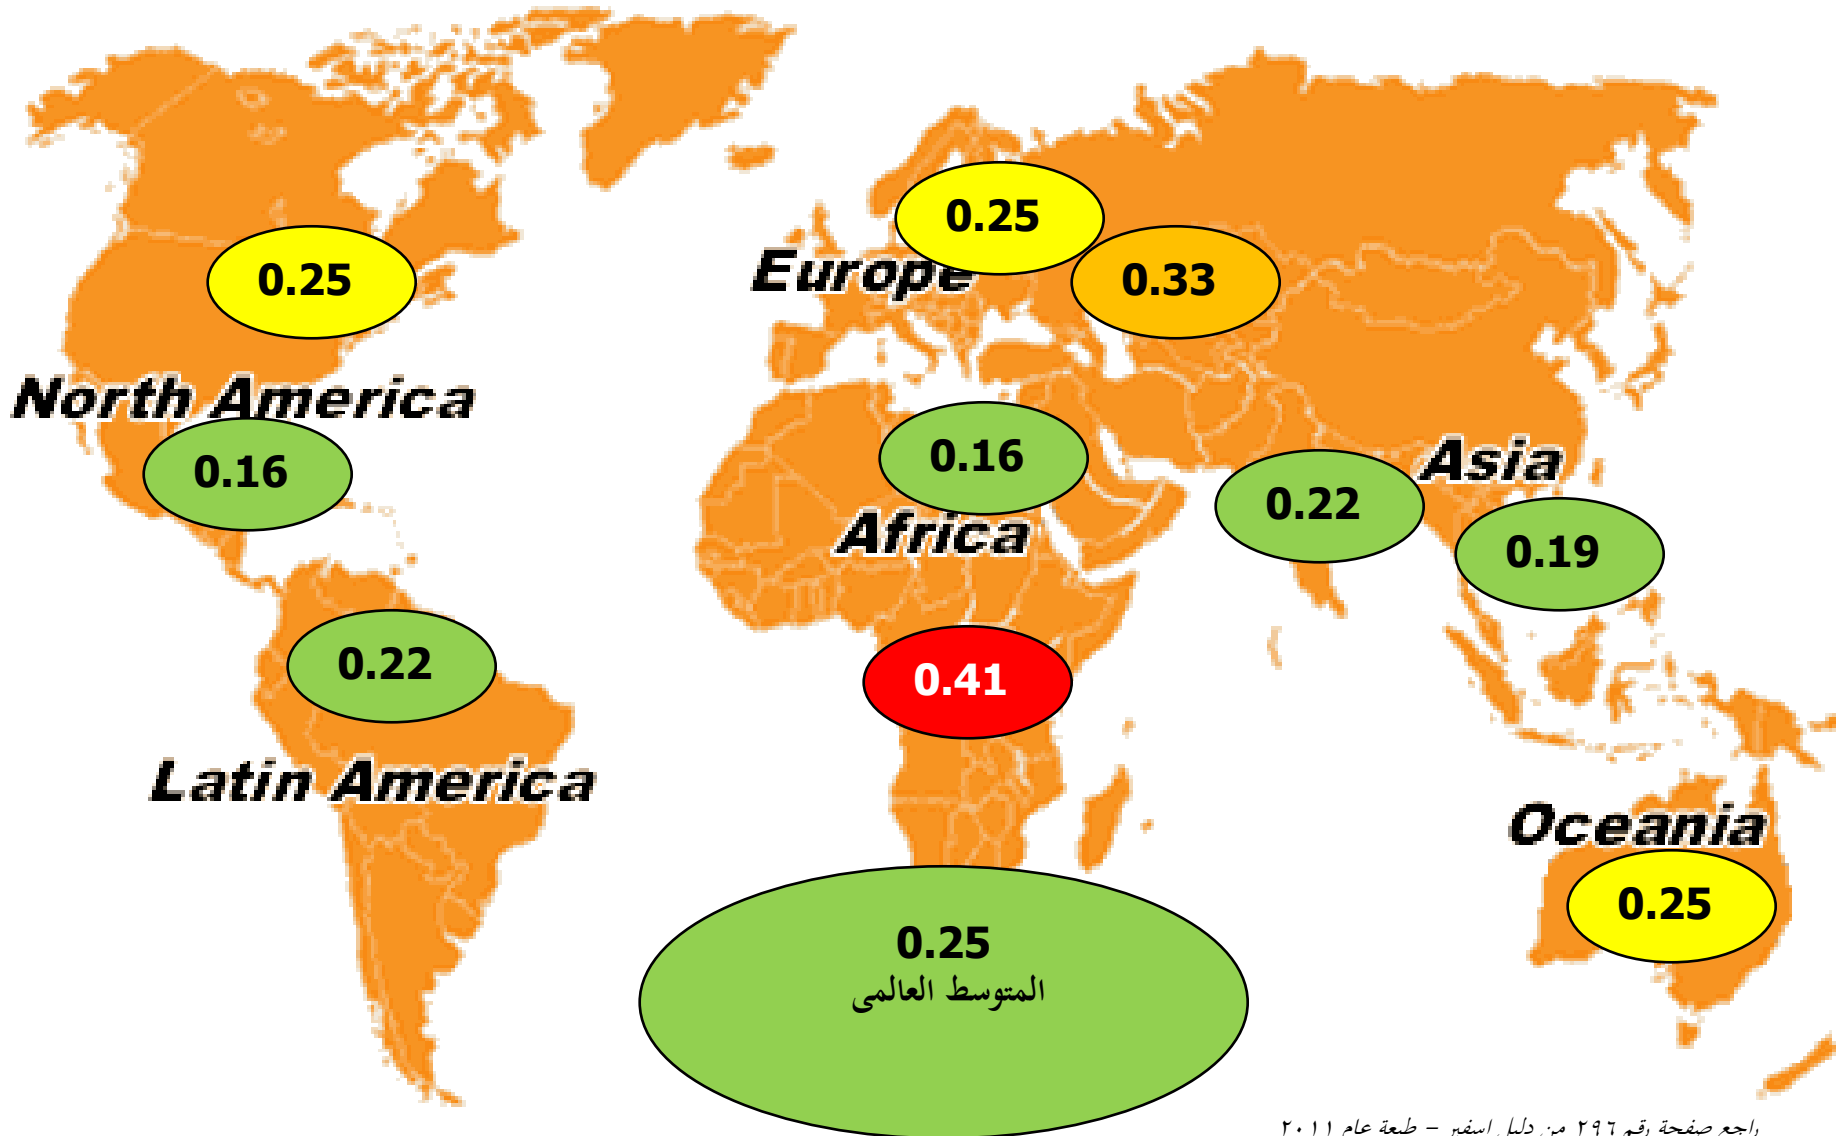 0.25
0.25
Europe
0.33
North America
0.16
0.16
Asia
0.22
Africa
0.19
0.22
0.41
Latin America
Oceania
0.25
0.25
المتوسط العالمى
راجع صفحة رقم ٢٩٦ من دليل اسفير – طبعة عام ٢٠١١